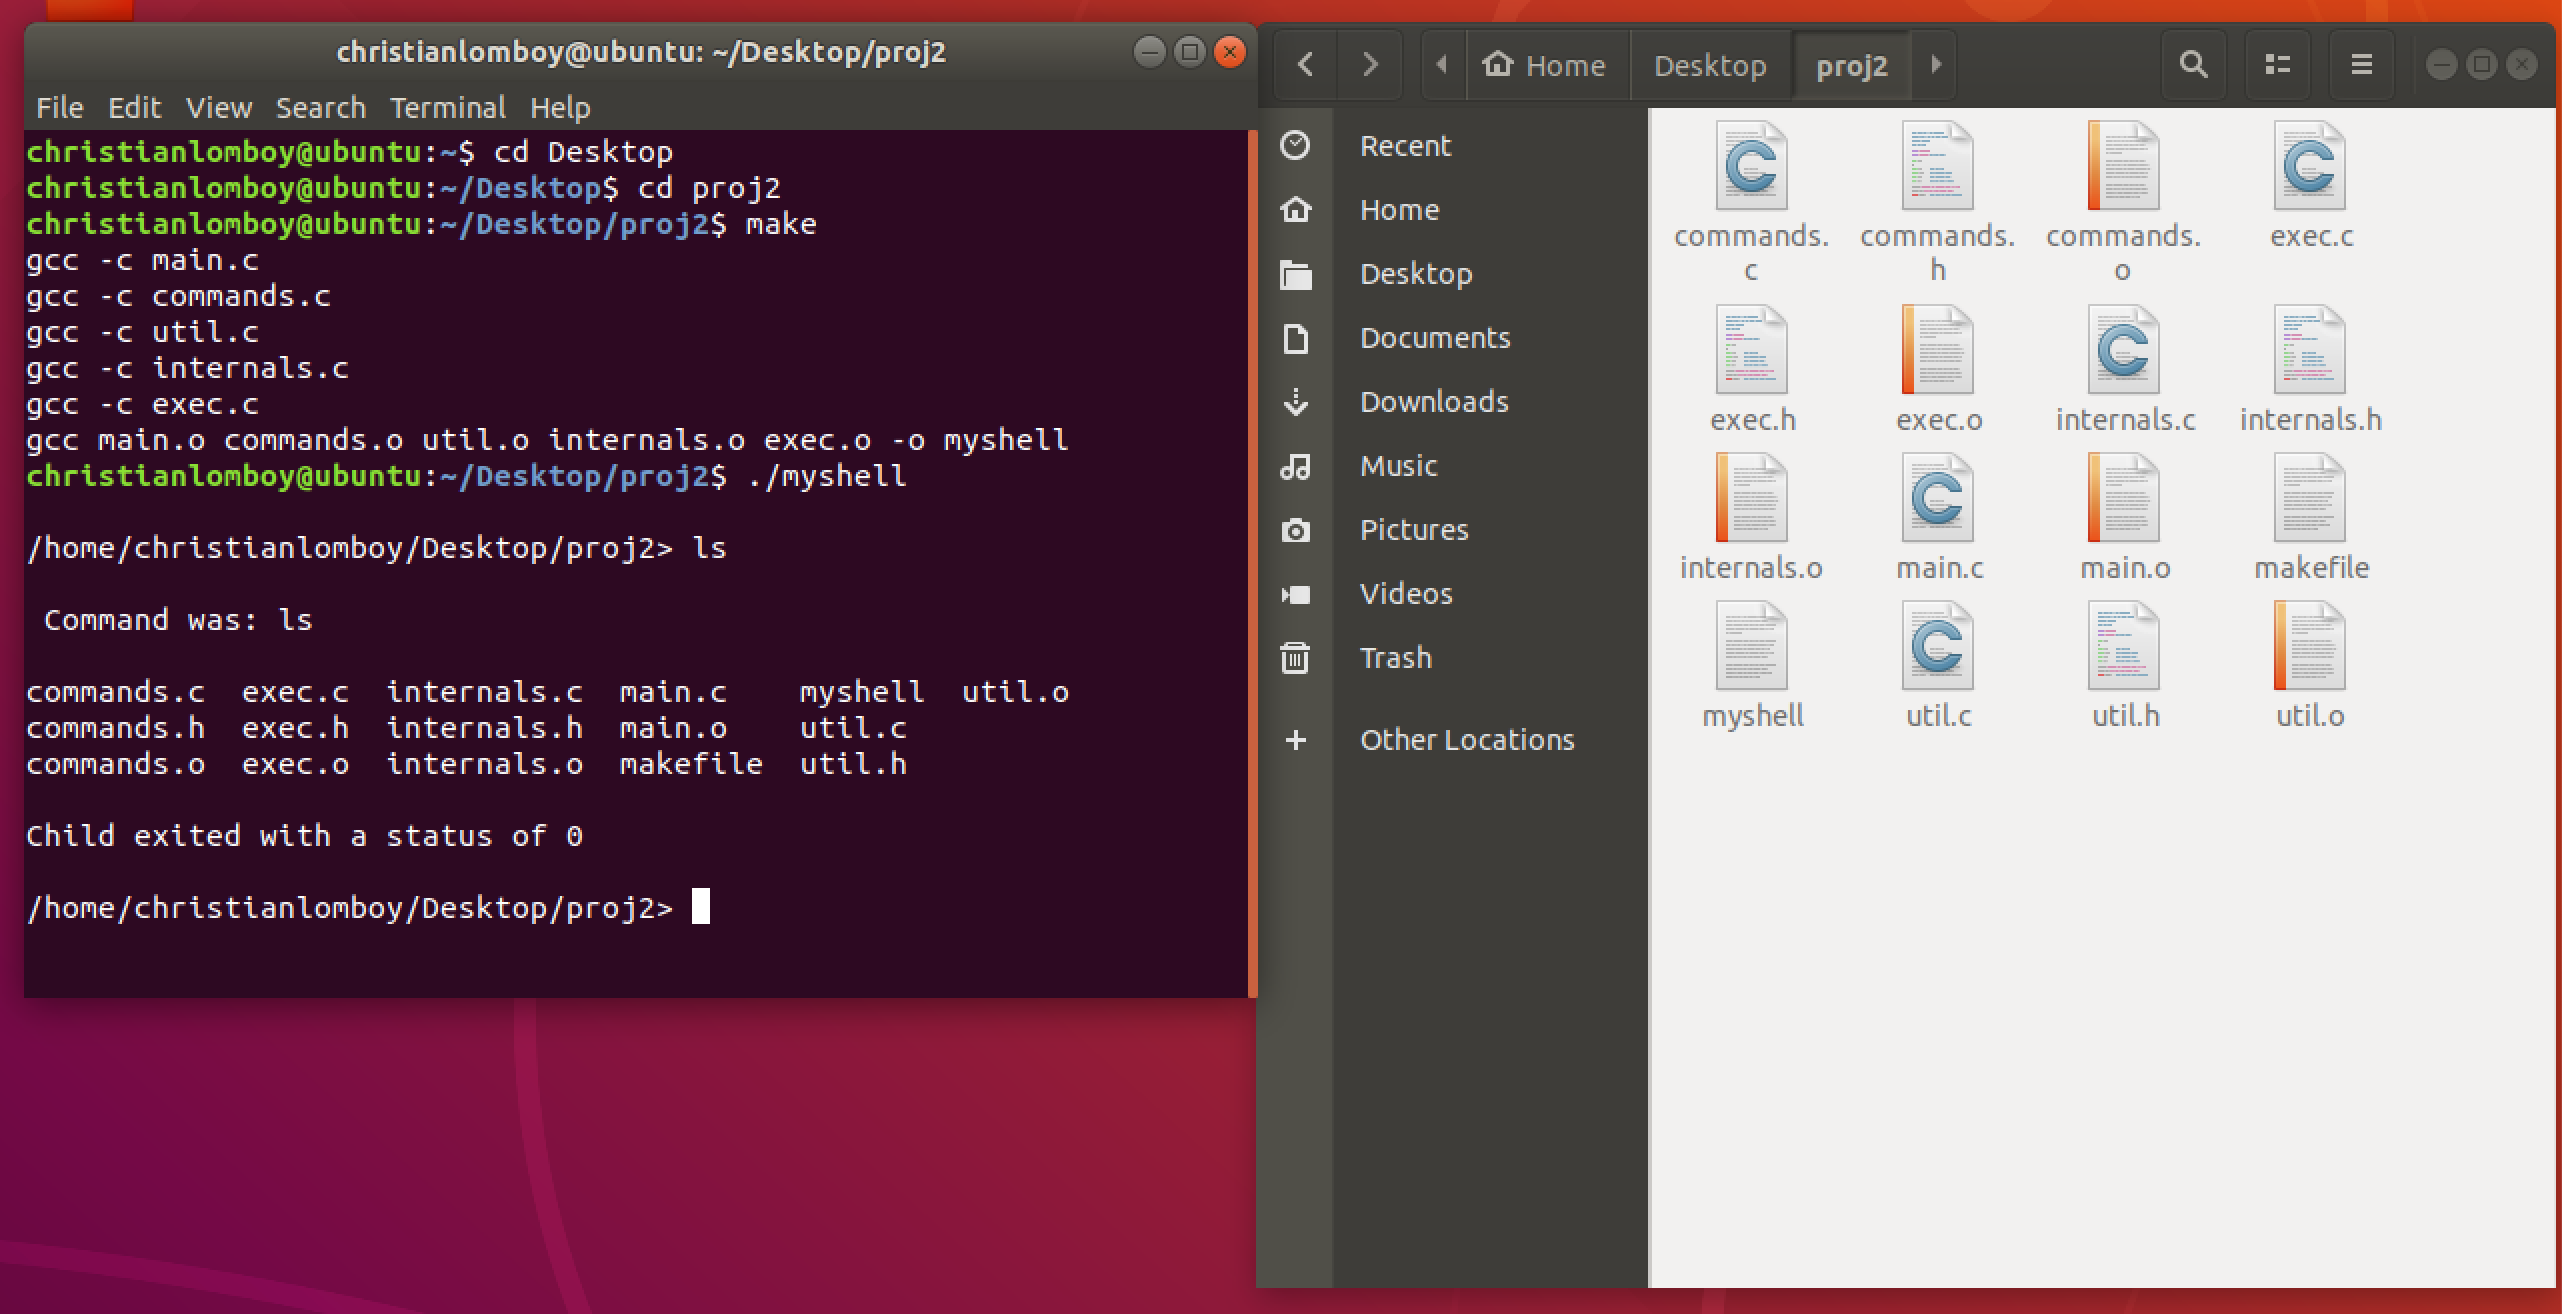 christianlomboy@ubuntu: ~/Desktop/proj2
File Edit View Search Terminal Help
christianlomboy@ubuntu:~$ cd Desktop
christianlomboy@ubuntu:~/Desktop$ cd proj2
christianlomboy@ubuntu:~/Desktop/proj2$ make
gcc -c main.c
gcc -c commands.c
gcc -c util.c
gcc -c internals.c
gcc -c exec.c
gcc main.o commands.o util.o internals.o exec.o -o myshell
christianlomboy@ubuntu:~/Desktop/proj2$ ./myshell
/home/christianlomboy/Desktop/proj2> ls
Command was: ls
commands.c exec.c internals.c main.c myshell util.o
commands.h exec.h internals.h main.o util.c
commands.o exec.o internals.o makefile util.h
Child exited with a status of 0
/home/christianlomboy/Desktop/proj2>
Home Desktop proj2
Recent
Home
Desktop
Documents
Downloads
Music
Pictures
Videos
Trash
+ Other Locations
commands.c commands.h commands.o exec.c
exec.h exec.o internals.c internals.h
internals.o main.c main.o makefile
myshell util.c util.h util.o